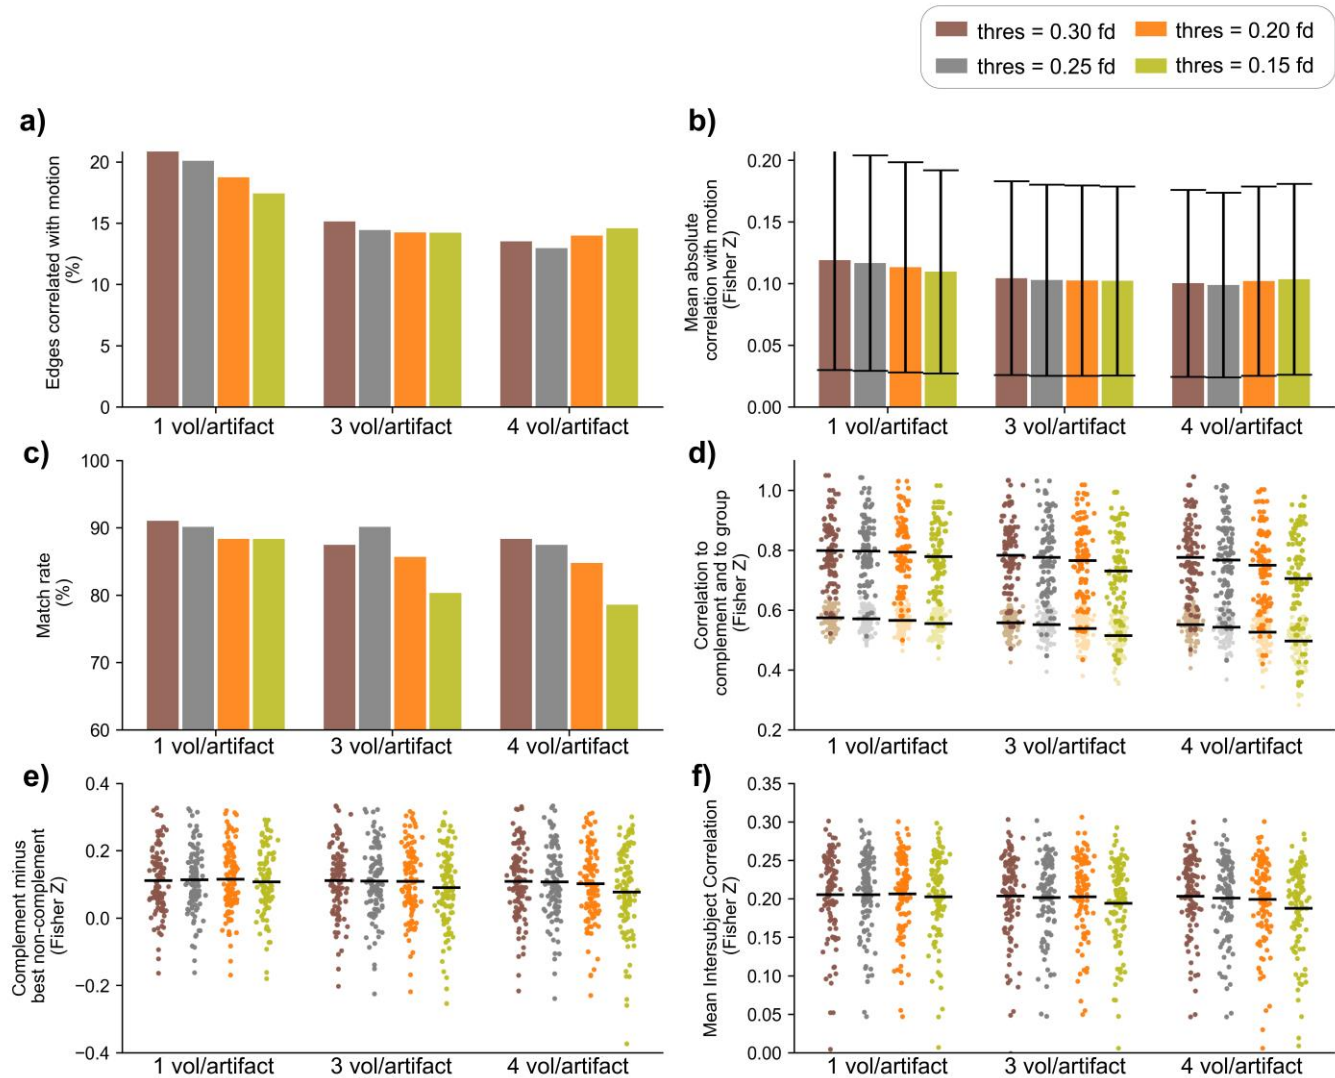 thres = 0.30 fd
thres = 0.20 fd
thres = 0.25 fd
thres = 0.15 fd
a)
Edges correlated with motion
(%)
20
15
10
5
0
1 vol/artifact
3 vol/artifact
4 vol/artifact
b)
Mean absolute
correlation with motion
(Fisher Z)
0.20
0.15
0.10
0.05
0.00
1 vol/artifact
3 vol/artifact
4 vol/artifact
c)
Match rate
(%)
100
90
80
70
60
1 vol/artifact
3 vol/artifact
4 vol/artifact
d)
Correlation to
complement and to group
(Fisher Z)
1.0
0.8
0.6
0.4
0.2
1 vol/artifact
3 vol/artifact
4 vol/artifact
e)
Complement minus
best non-complement
(Fisher Z)
0.4
0.2
0.0
−0.2
−0.4
1 vol/artifact
3 vol/artifact
4 vol/artifact
f)
Mean Intersubject Correlation
(Fisher Z)
0.35
0.30
0.25
0.20
0.15
0.10
0.05
0.00
1 vol/artifact
3 vol/artifact
4 vol/artifact